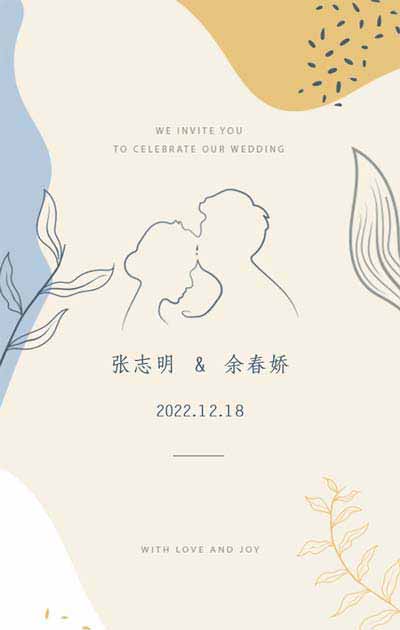 WE INVITE YOU
TO CELEBRATE OUR WEDDING
张志明 & 余春娇
2022.12.18
WITH LOVE AND JOY